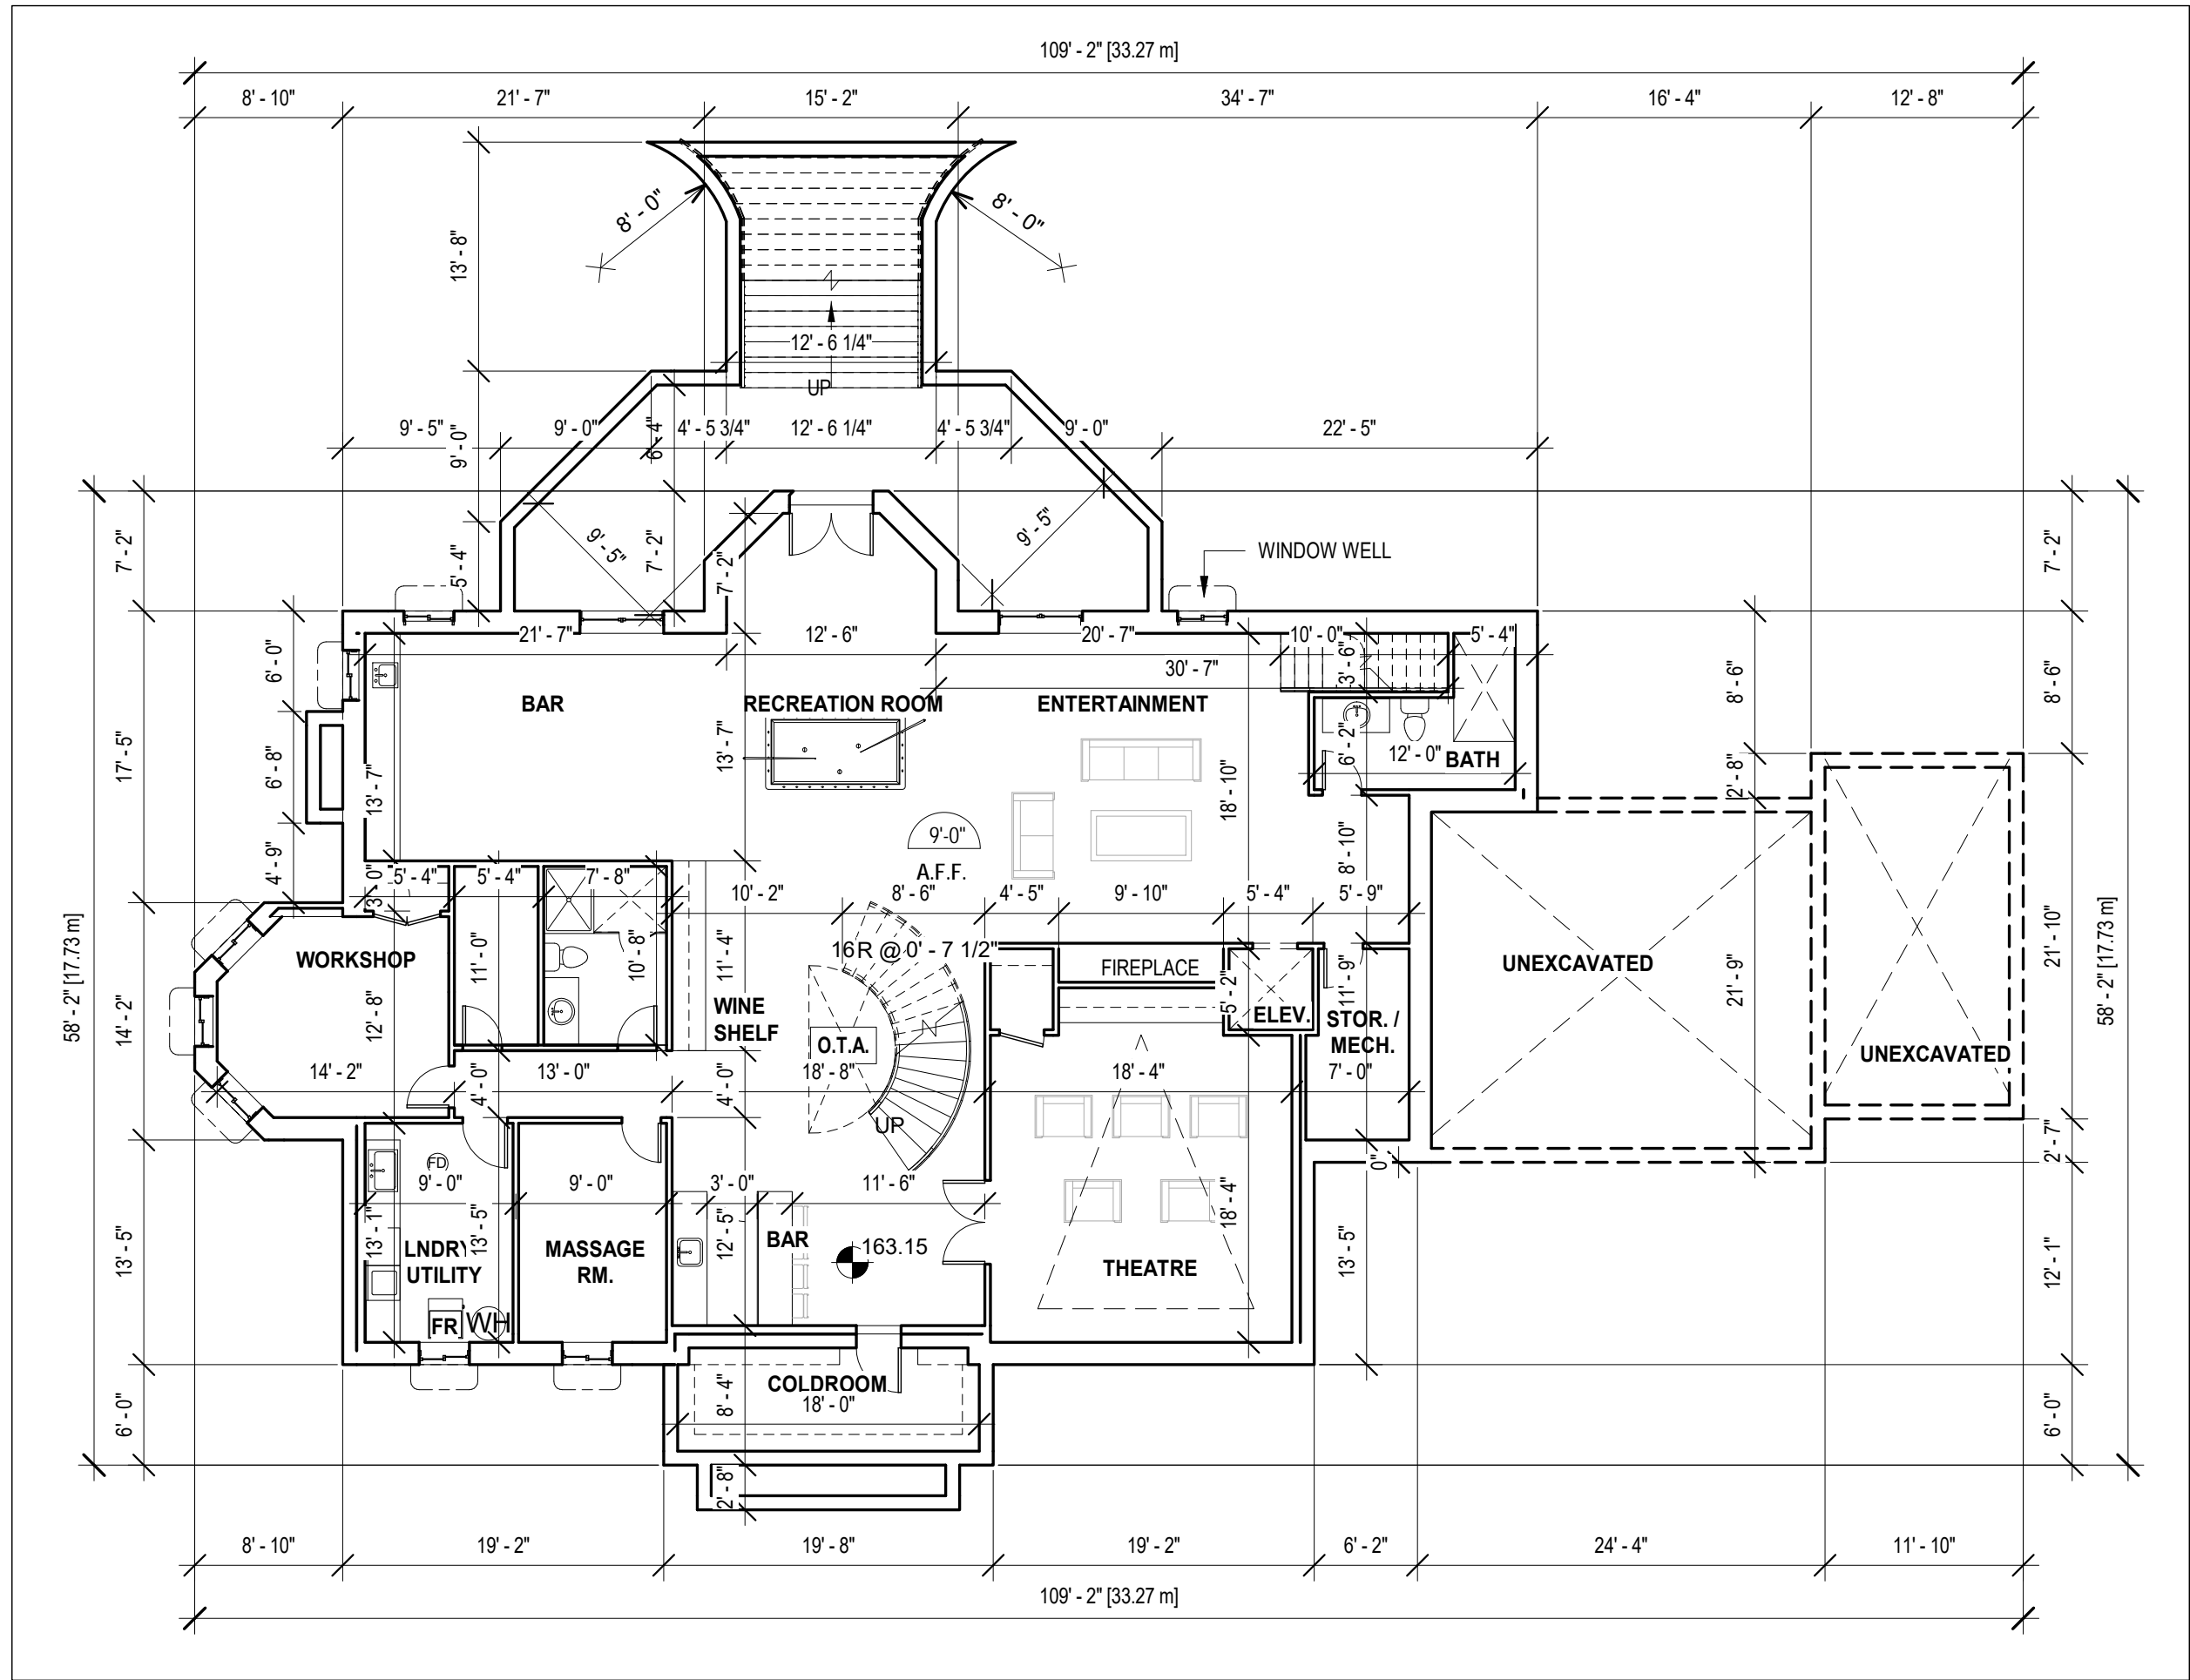 109' - 2" [33.27 m]
8' - 10"
21' - 7"
15' - 2"
34' - 7"
16' - 4"
12' - 8"
8' - 0"
8' - 0"
13' - 8"
12' - 6 1/4"
UP
9' - 5"
9' - 0"
4' - 5 3/4"
12' - 6 1/4"
4' - 5 3/4"
9' - 0"
22' - 5"
9' - 0"
6' - 4"
9' - 5"
9' - 5"
WINDOW WELL
7' - 2"
5' - 4"
7' - 2"
7' - 2"
7' - 2"
21' - 7"
12' - 6"
20' - 7"
10' - 0"
5' - 4"
30' - 7"
3' - 6"
6' - 0"
8' - 6"
8' - 6"
BAR
RECREATION ROOM
ENTERTAINMENT
17' - 5"
6' - 8"
13' - 7"
13' - 7"
18' - 10"
6' - 2"
12' - 0"
BATH
2' - 8"
9'-0"
A.F.F.
8' - 10"
4' - 9"
3' - 0"
5' - 4"
5' - 4"
7' - 8"
10' - 2"
8' - 6"
4' - 5"
9' - 10"
5' - 4"
5' - 9"
58' - 2" [17.73 m]
58' - 2" [17.73 m]
WORKSHOP
11' - 0"
10' - 8"
11' - 4"
16R @ 0' - 7 1/2"
FIREPLACE
5' - 2"
11' - 9"
UNEXCAVATED
21' - 9"
21' - 10"
14' - 2"
12' - 8"
WINE
SHELF
O.T.A.
ELEV.
STOR. /
MECH.
UNEXCAVATED
14' - 2"
13' - 0"
18' - 8"
18' - 4"
7' - 0"
4' - 0"
4' - 0"
UP
FD
9' - 0"
9' - 0"
3' - 0"
11' - 6"
2' - 7"
13' - 5"
13' - 1"
13' - 5"
12' - 5"
18' - 4"
13' - 5"
12' - 1"
LNDRY
UTILITY
MASSAGE
RM.
BAR
163.15
THEATRE
FR
WH
COLDROOM
18' - 0"
8' - 4"
6' - 0"
6' - 0"
2' - 8"
8' - 10"
19' - 2"
19' - 8"
19' - 2"
6' - 2"
24' - 4"
11' - 10"
109' - 2" [33.27 m]